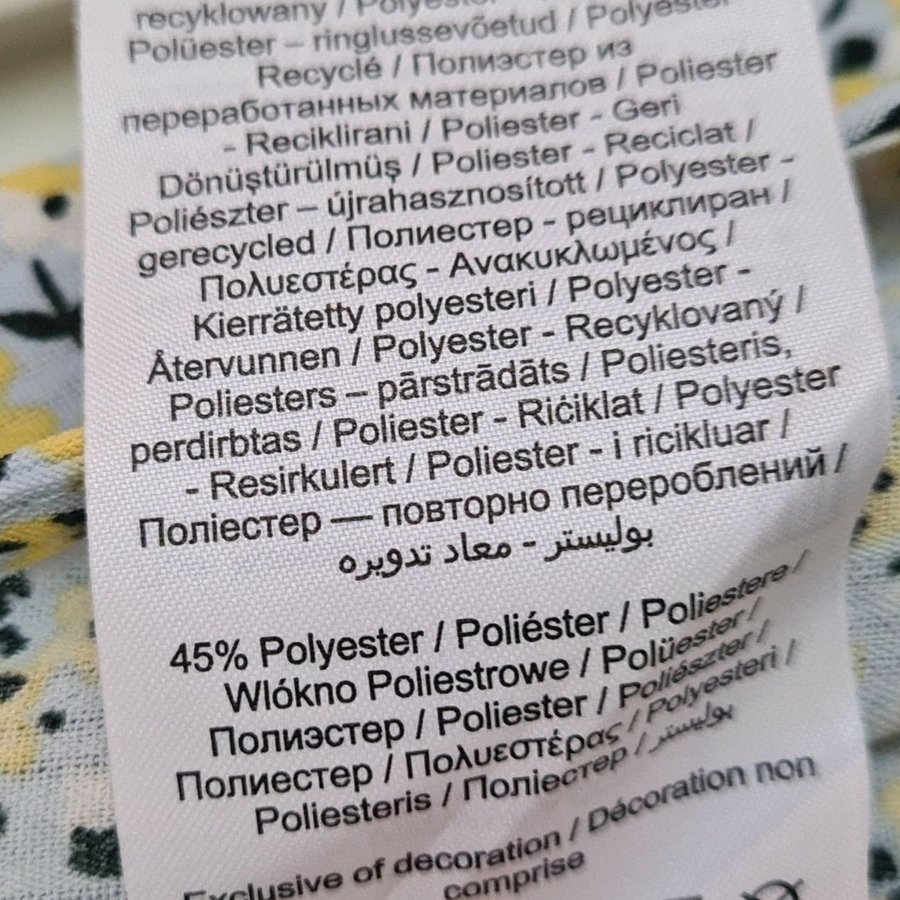 recyklowany / Polyester
Polüester – ringlussevõetud / Polyester
Recyclé / Полиэстер из
переработанных материалов / Poliester
- Reciklirani / Poliester - Geri
Dönüştürülmüş / Poliester - Reciclat /
Poliészter – újrahasznosított / Polyester -
gerecycled / Полиестер - рециклиран /
Πολυεστέρας - Ανακυκλωμένος /
Kierrätetty polyesteri / Polyester -
Återvunnen / Polyester - Recyklovaný /
Poliesters – pārstrādāts / Poliesteris,
perdirbtas / Poliester - Riċiklat / Polyester
- Resirkulert / Poliester - i ricikluar /
Поліестер — повторно перероблений /
بوليستر - معاد تدويره
45% Polyester / Poliéster / Poliestere /
Wlókno Poliestrowe / Polüester /
Полиэстер / Poliester / Poliészter /
Полиестер / Πολυεστέρας / Polyesteri /
Poliesteris / Поліестер / بوليستر
Exclusive of decoration / Décoration non
comprise